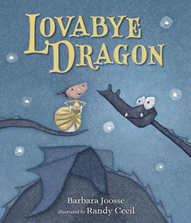 LOVABYE
DRAGON
Barbara Joosse
illustrated by Randy Cecil